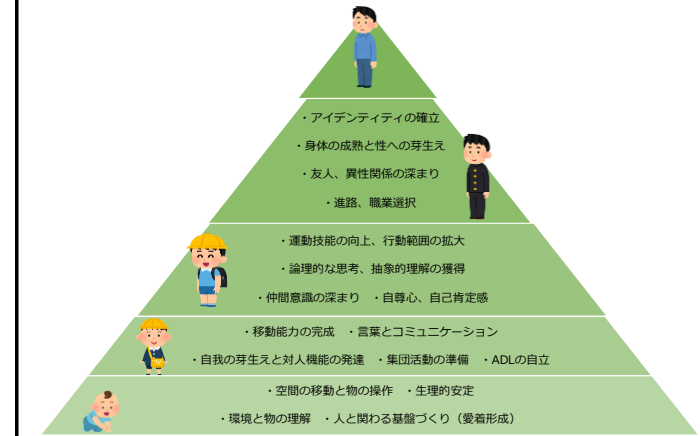 ・アイデンティティの確立
・身体の成熟と性への芽生え
・友人、異性関係の深まり
・進路、職業選択
・運動技能の向上、行動範囲の拡大
・論理的な思考、抽象的理解の獲得
・仲間意識の深まり ・自尊心、自己肯定感
・移動能力の完成 ・言葉とコミュニケーション
・自我の芽生えと対人機能の発達 ・集団活動の準備 ・ADLの自立
・空間の移動と物の操作 ・生理的安定
・環境と物の理解 ・人と関わる基盤づくり（愛着形成）